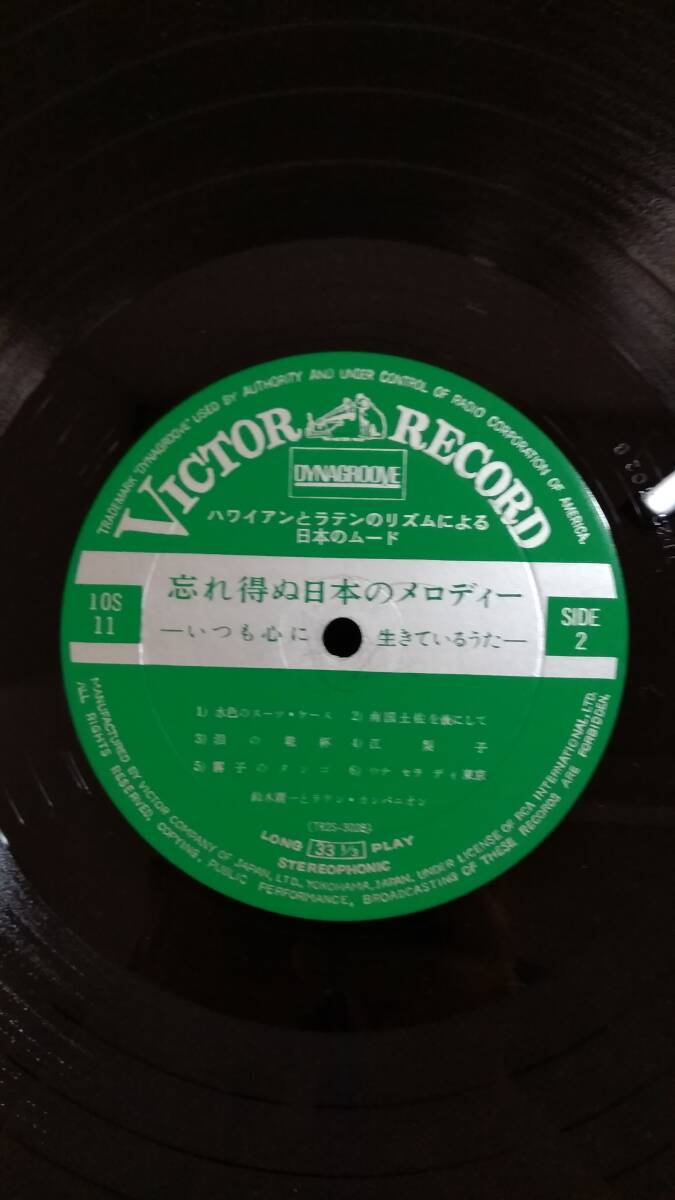 TRADEMARK "DYNAGROOVE" USED BY AUTHORITY AND UNDER CONTROL OF RADIO CORPORATION OF AMERICA.
VICTOR RECORD
DYNAGROOVE
ハワイアンとラテンのリズムによる
日本のムード
忘れ得ぬ日本のメロディー
―いつも心に 生きているうた―
10S
11
SIDE
2
1) 水色のスーツ・ケース 2) 南国土佐を後にして
3) 涙の乾杯 4) 江梨子
5) 霧子のタンゴ 6) ウナ セラ ディ東京
鈴木庸一とラテン・カンパニオン
LONG 33 1/3 PLAY
STEREOPHONIC
MANUFACTURED BY VICTOR COMPANY OF JAPAN, LTD., YOKOHAMA, JAPAN. UNDER LICENSE OF RCA INTERNATIONAL, LTD.
ALL RIGHTS RESERVED, COPYING, PUBLIC PERFORMANCE, BROADCASTING OF THESE RECORDS ARE FORBIDDEN.